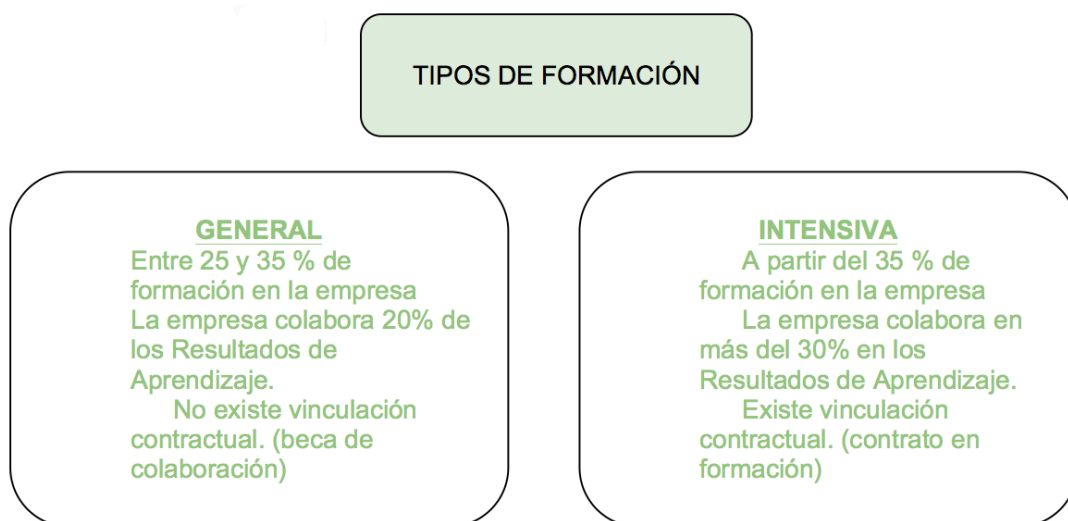 TIPOS DE FORMACIÓN
GENERAL
Entre 25 y 35 % de
formación en la empresa
La empresa colabora 20% de
los Resultados de
Aprendizaje.
No existe vinculación
contractual. (beca de
colaboración)
INTENSIVA
A partir del 35 % de
formación en la empresa
La empresa colabora en
más del 30% en los
Resultados de Aprendizaje.
Existe vinculación
contractual. (contrato en
formación)